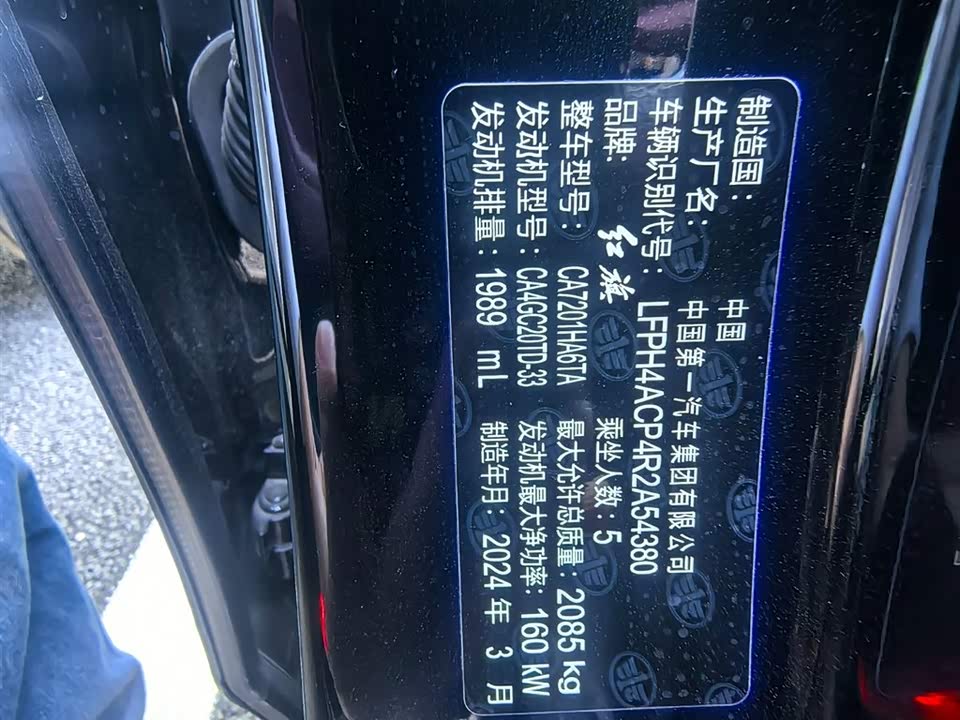 制造国： 中国
生产厂名： 中国第一汽车集团有限公司
车辆识别代号： LFPH4ACP4R2A54380
品牌: 红旗 乘坐人数：5
整车型号： CA7201HA6TA 最大允许总质量：2085 kg
发动机型号： CA4GC20TD-33 发动机最大净功率：160 kW
发动机排量：1989 mL 制造年月：2024 年 3 月